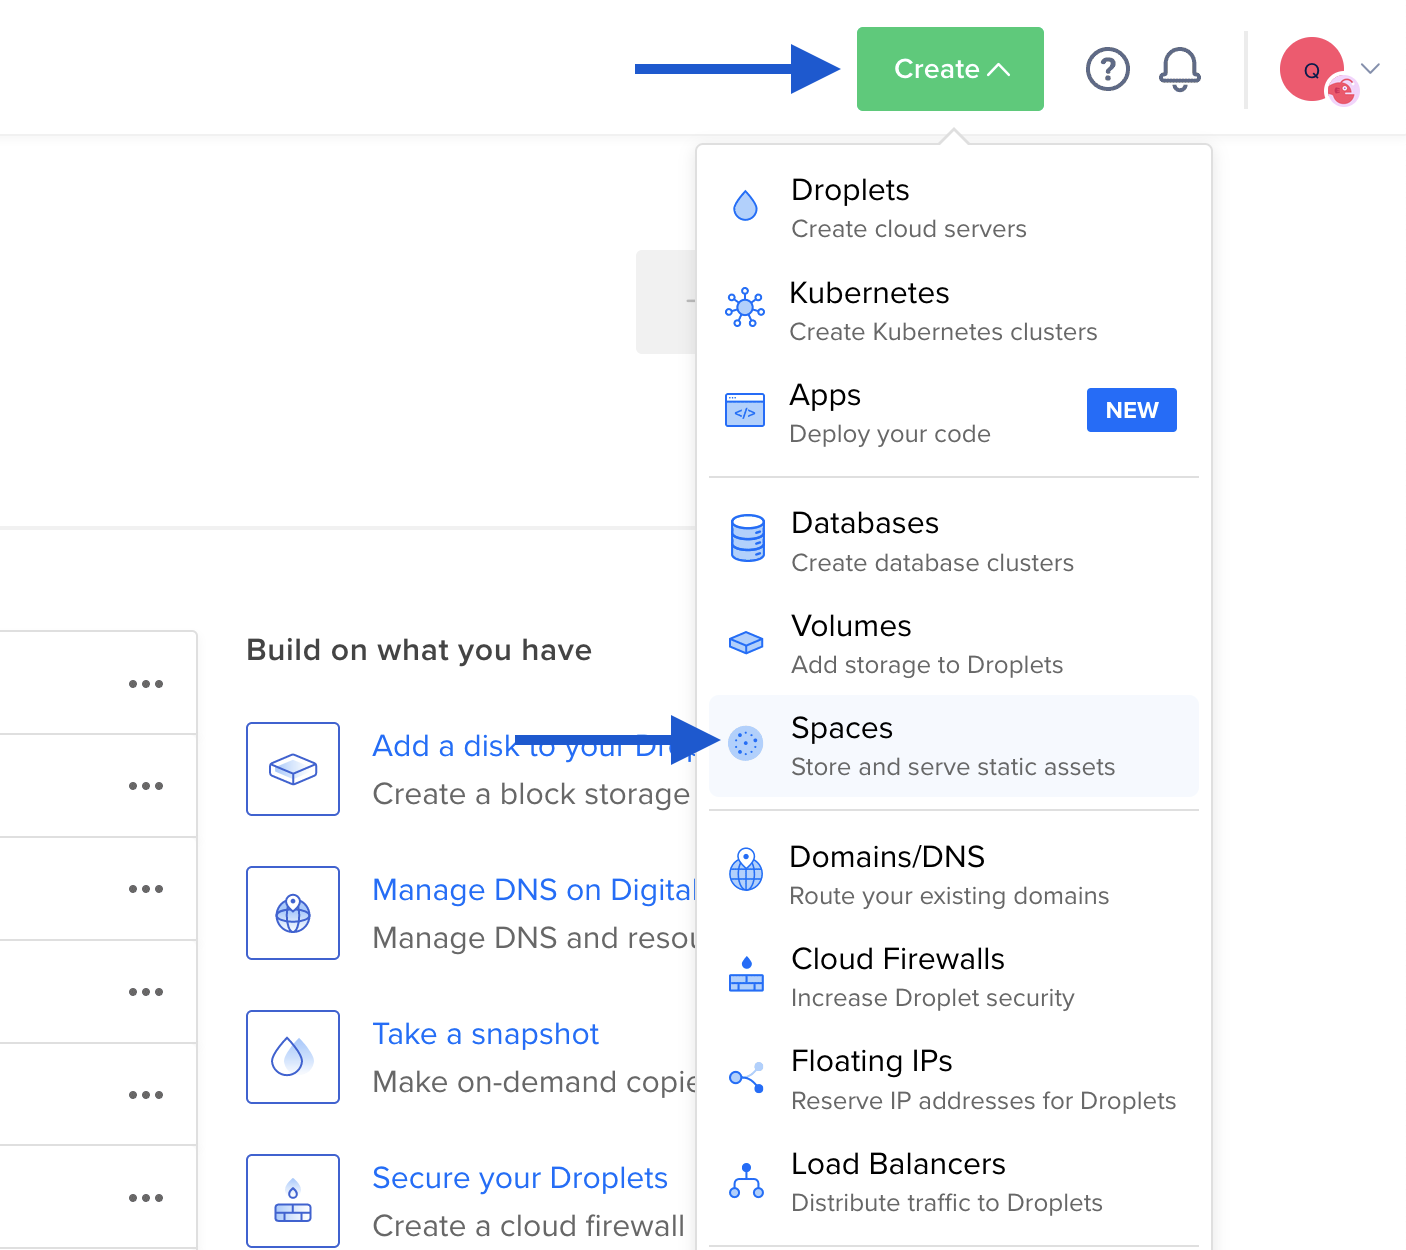 Create
?
Q
Droplets
Create cloud servers
Kubernetes
Create Kubernetes clusters
Apps
Deploy your code
NEW
</>
Databases
Create database clusters
Volumes
Add storage to Droplets
Spaces
Store and serve static assets
Domains/DNS
Route your existing domains
Cloud Firewalls
Increase Droplet security
Floating IPs
Reserve IP addresses for Droplets
Load Balancers
Distribute traffic to Droplets
Build on what you have
Add a disk to your
Create a block storage
Manage DNS on Digital
Manage DNS and
Take a snapshot
Make on-demand
Secure your Droplets
Create a cloud firewall